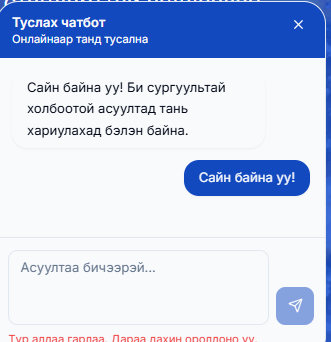 Туслах чатбот
Онлайнаар танд тусална
Сайн байна уу! Би сургуультай
холбоотой асуултад тань
хариулахад бэлэн байна.
Сайн байна уу!
Асуултаа бичээрэй...
Түр алдаа гарлаа. Дараа дахин оролдоно уу.